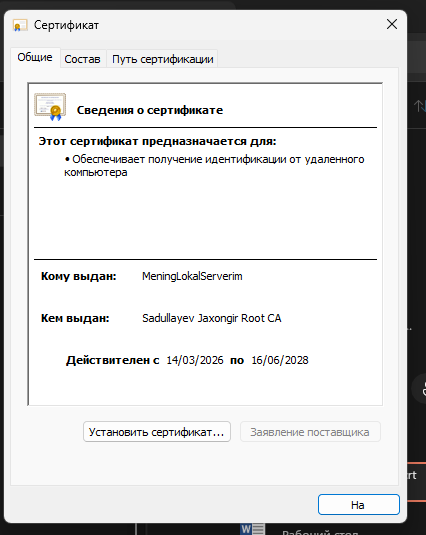 Сертификат
Общие Состав Путь сертификации
Сведения о сертификате
Этот сертификат предназначается для:
• Обеспечивает получение идентификации от удаленного
компьютера
Кому выдан: MeningLokalServerim
Кем выдан: Sadullayev Jaxongir Root CA
Действителен с 14/03/2026 по 16/06/2028
Установить сертификат... Заявление поставщика
На
Рабочий стол